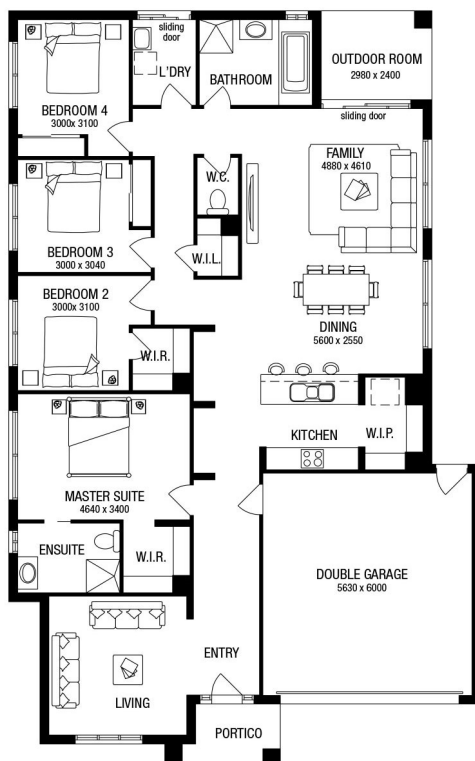 sliding
door
L'DRY
BATHROOM
OUTDOOR ROOM
2980 x 2400
BEDROOM 4
3000x 3100
sliding door
FAMILY
4880 x 4610
W.C.
BEDROOM 3
3000 x 3040
W.I.L.
BEDROOM 2
3000x 3100
DINING
5600 x 2550
W.I.R.
KITCHEN
W.I.P.
MASTER SUITE
4640 x 3400
ENSUITE
W.I.R.
DOUBLE GARAGE
5630 x 6000
ENTRY
LIVING
PORTICO